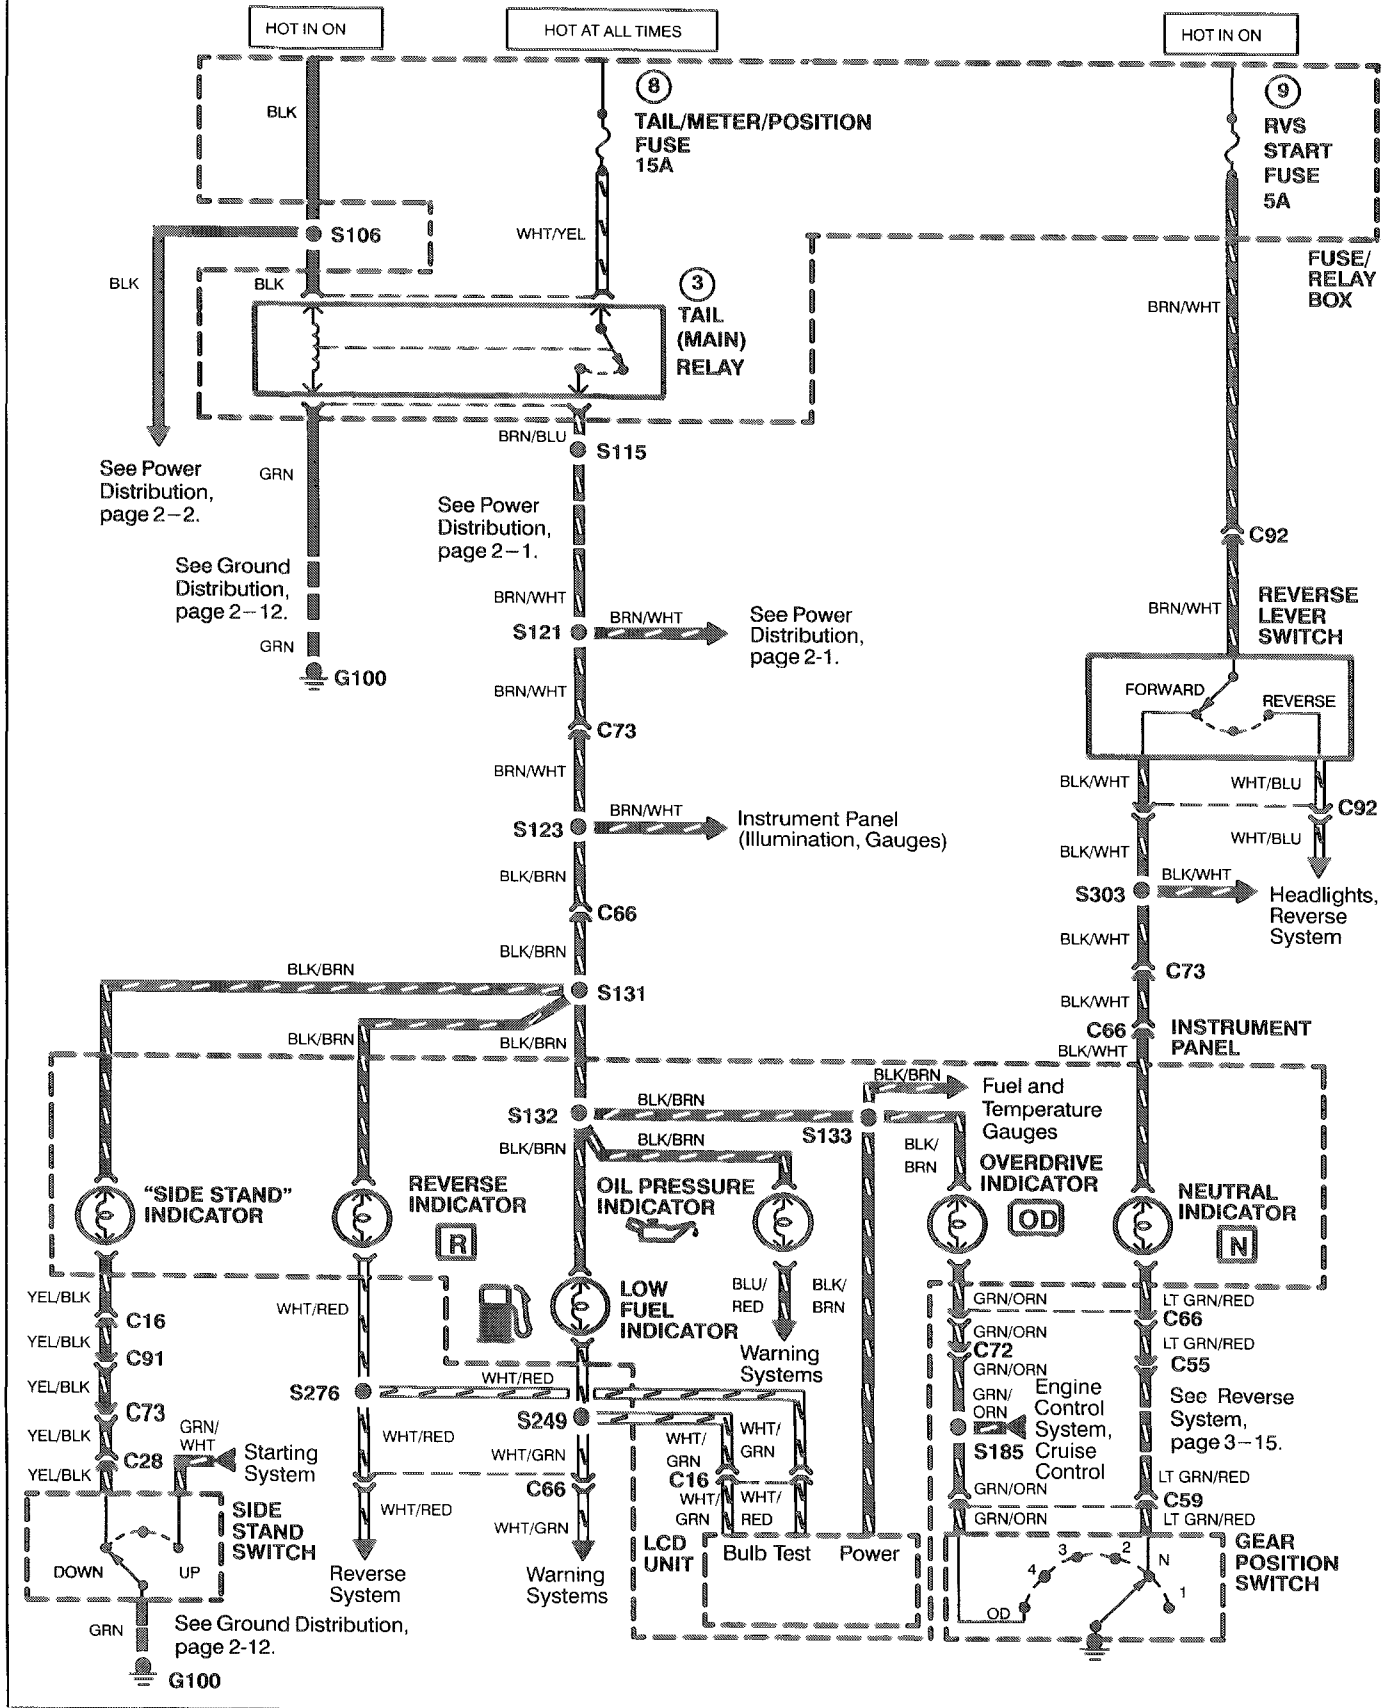 HOT IN ON
HOT AT ALL TIMES
HOT IN ON
8
TAIL/METER/POSITION
FUSE
15A
9
RVS
START
FUSE
5A
BLK
S106
WHT/YEL
BLK
BLK
3
TAIL
(MAIN)
RELAY
FUSE/
RELAY
BOX
BRN/WHT
BRN/BLU
S115
See Power
Distribution,
page 2-2.
GRN
See Power
Distribution,
page 2-1.
C92
See Ground
Distribution,
page 2-12.
BRN/WHT
BRN/WHT
S121
See Power
Distribution,
page 2-1.
BRN/WHT
REVERSE
LEVER
SWITCH
GRN
G100
BRN/WHT
FORWARD
REVERSE
C73
BRN/WHT
BLK/WHT
WHT/BLU
C92
BRN/WHT
S123
Instrument Panel
(Illumination, Gauges)
WHT/BLU
BLK/WHT
BLK/BRN
BLK/WHT
S303
Headlights,
Reverse
System
C66
BLK/BRN
BLK/WHT
C73
BLK/BRN
S131
BLK/WHT
C66
INSTRUMENT
PANEL
BLK/BRN
BLK/BRN
BLK/WHT
BLK/BRN
Fuel and
Temperature
Gauges
S132
BLK/BRN
S133
BLK/BRN
BLK/BRN
BLK/
BRN
"SIDE STAND"
INDICATOR
REVERSE
INDICATOR
R
OIL PRESSURE
INDICATOR
OVERDRIVE
INDICATOR
OD
NEUTRAL
INDICATOR
N
YEL/BLK
C16
WHT/RED
LOW
FUEL
INDICATOR
BLU/
RED
BLK/
BRN
GRN/ORN
LT GRN/RED
C66
YEL/BLK
C91
Warning
Systems
GRN/ORN
C72
LT GRN/RED
C55
GRN/ORN
YEL/BLK
C73
S276
WHT/RED
S249
GRN/
ORN
S185
Engine
Control
System,
Cruise
Control
See Reverse
System,
page 3-15.
YEL/BLK
C28
GRN/
WHT
Starting
System
WHT/RED
WHT/GRN
WHT/
GRN
WHT/
GRN
C16
YEL/BLK
C66
GRN/ORN
LT GRN/RED
C59
WHT/RED
WHT/GRN
WHT/
GRN
WHT/
RED
GRN/ORN
LT GRN/RED
SIDE
STAND
SWITCH
DOWN
UP
Reverse
System
Warning
Systems
LCD
UNIT
Bulb Test
Power
4
3
2
N
1
OD
GEAR
POSITION
SWITCH
GRN
See Ground Distribution,
page 2-12.
G100